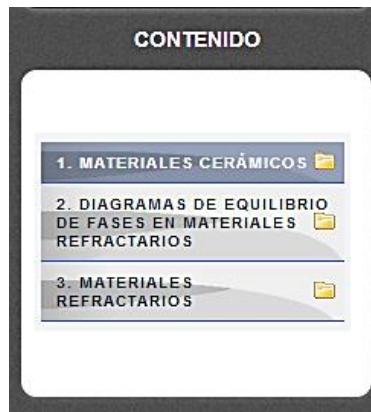 CONTENIDO
1. MATERIALES CERÁMICOS
2. DIAGRAMAS DE EQUILIBRIO
DE FASES EN MATERIALES
REFRACTARIOS
3. MATERIALES
REFRACTARIOS